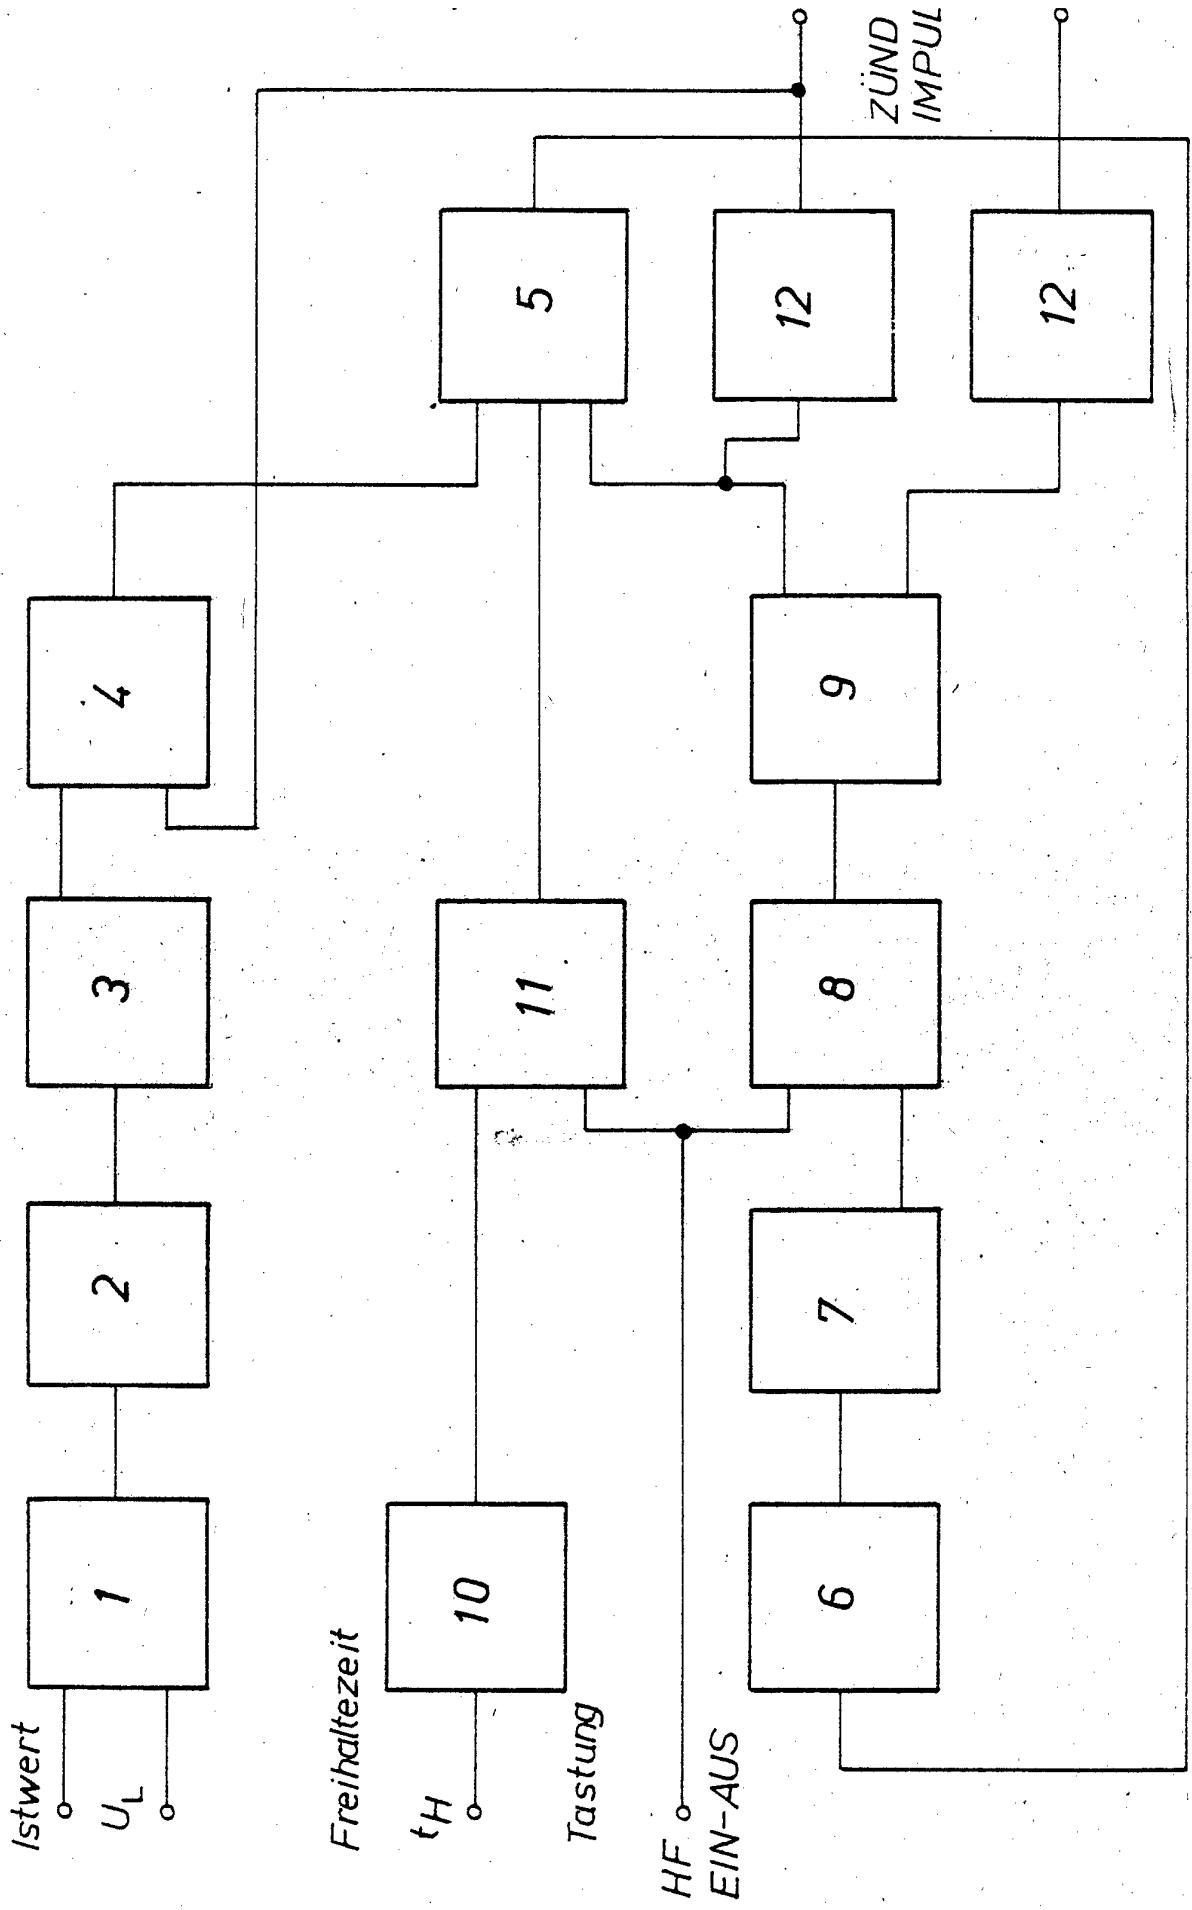 Istwert
U_L
1
2
3
4
Freihaltezeit
t_H
10
11
5
Tastung
HF
EIN-AUS
6
7
8
9
12
12
ZÜND
IMPUL